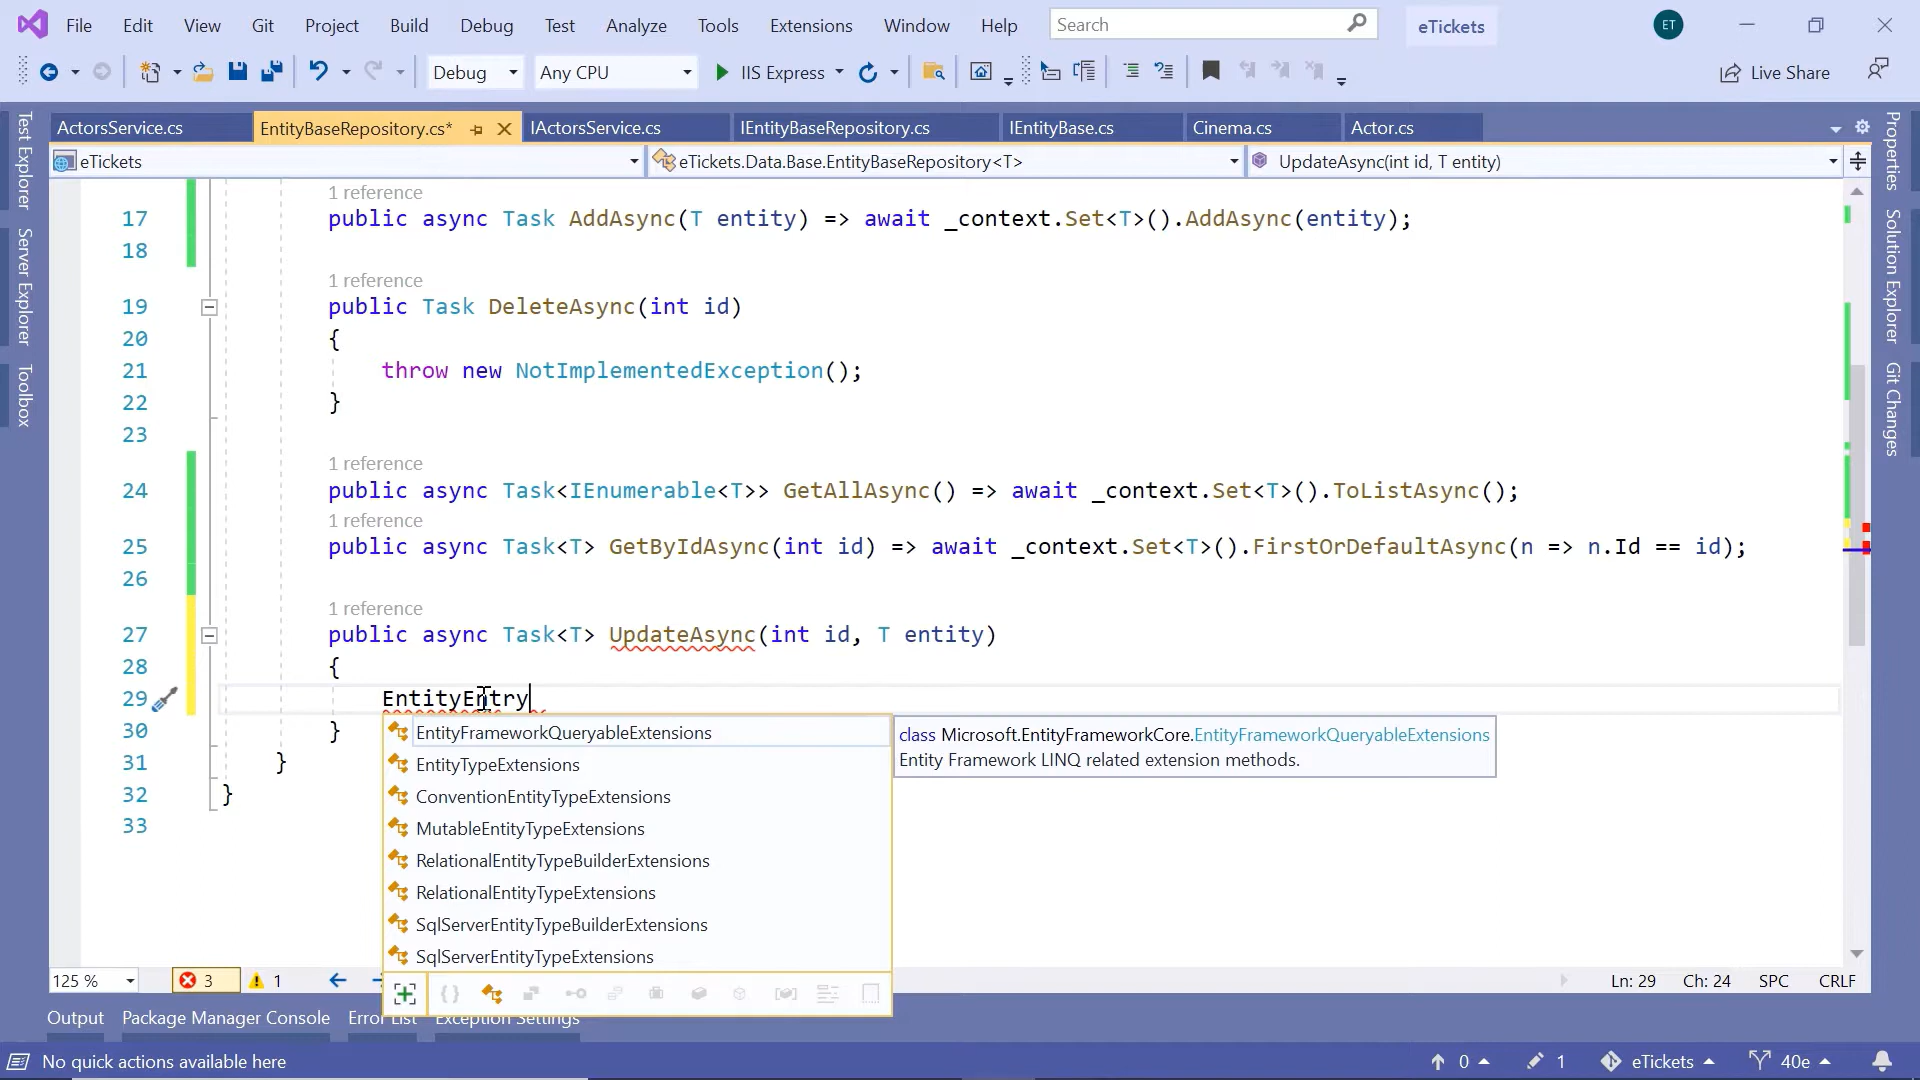 File Edit View Git Project Build Debug Test Analyze Tools Extensions Window Help Search eTickets ET
Debug Any CPU IIS Express Live Share
ActorsService.cs EntityBaseRepository.cs* IActorsService.cs IEntityBaseRepository.cs IEntityBase.cs Cinema.cs Actor.cs
eTickets eTickets.Data.Base.EntityBaseRepository<T> UpdateAsync(int id, T entity)
Test Explorer
Server Explorer
Toolbox
1 reference
17 public async Task AddAsync(T entity) => await _context.Set<T>().AddAsync(entity);
18
1 reference
19 public Task DeleteAsync(int id)
20 {
21 throw new NotImplementedException();
22 }
23
1 reference
24 public async Task<IEnumerable<T>> GetAllAsync() => await _context.Set<T>().ToListAsync();
1 reference
25 public async Task<T> GetByIdAsync(int id) => await _context.Set<T>().FirstOrDefaultAsync(n => n.Id == id);
26
1 reference
27 public async Task<T> UpdateAsync(int id, T entity)
28 {
29 EntityEntry
30 }
31 }
32 }
33
EntityFrameworkQueryableExtensions
EntityTypeExtensions
ConventionEntityTypeExtensions
MutableEntityTypeExtensions
RelationalEntityTypeBuilderExtensions
RelationalEntityTypeExtensions
SqlServerEntityTypeBuilderExtensions
SqlServerEntityTypeExtensions
class Microsoft.EntityFrameworkCore.EntityFrameworkQueryableExtensions
Entity Framework LINQ related extension methods.
Properties
Solution Explorer
Git Changes
125 % 3 1 Ln: 29 Ch: 24 SPC CRLF
Output Package Manager Console Error List Exception Settings
No quick actions available here 0 1 eTickets 40e